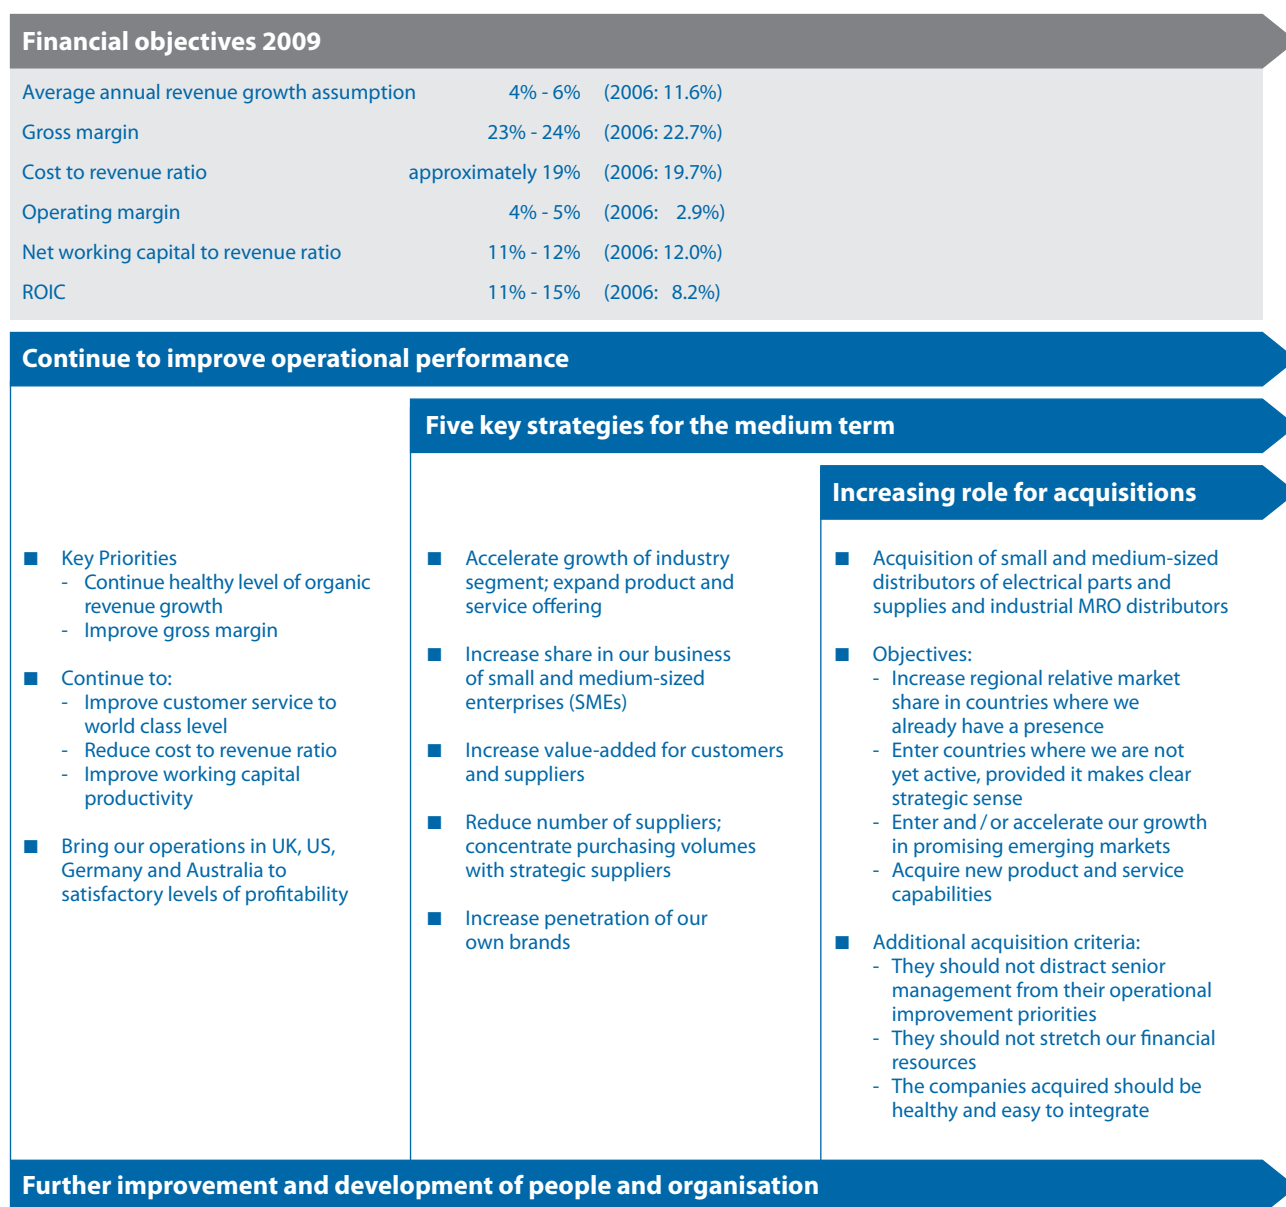 Financial objectives 2009
Average annual revenue growth assumption 4% - 6% (2006: 11.6%)
Gross margin 23% - 24% (2006: 22.7%)
Cost to revenue ratio approximately 19% (2006: 19.7%)
Operating margin 4% - 5% (2006: 2.9%)
Net working capital to revenue ratio 11% - 12% (2006: 12.0%)
ROIC 11% - 15% (2006: 8.2%)
Continue to improve operational performance
Five key strategies for the medium term
Increasing role for acquisitions
■ Key Priorities
- Continue healthy level of organic
revenue growth
- Improve gross margin
■ Continue to:
- Improve customer service to
world class level
- Reduce cost to revenue ratio
- Improve working capital
productivity
■ Bring our operations in UK, US,
Germany and Australia to
satisfactory levels of profitability
■ Accelerate growth of industry
segment; expand product and
service offering
■ Increase share in our business
of small and medium-sized
enterprises (SMEs)
■ Increase value-added for customers
and suppliers
■ Reduce number of suppliers;
concentrate purchasing volumes
with strategic suppliers
■ Increase penetration of our
own brands
■ Acquisition of small and medium-sized
distributors of electrical parts and
supplies and industrial MRO distributors
■ Objectives:
- Increase regional relative market
share in countries where we
already have a presence
- Enter countries where we are not
yet active, provided it makes clear
strategic sense
- Enter and / or accelerate our growth
in promising emerging markets
- Acquire new product and service
capabilities
■ Additional acquisition criteria:
- They should not distract senior
management from their operational
improvement priorities
- They should not stretch our financial
resources
- The companies acquired should be
healthy and easy to integrate
Further improvement and development of people and organisation